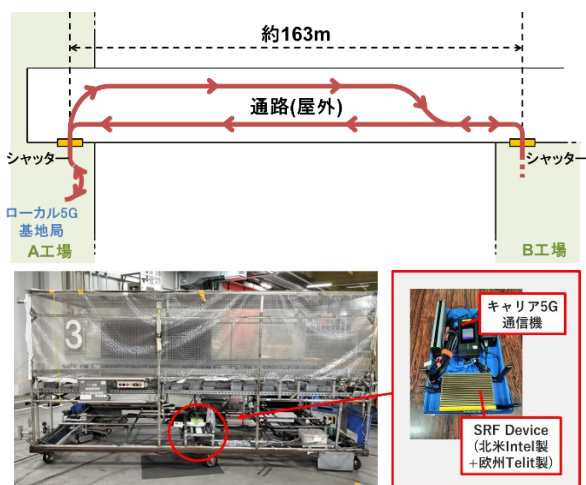 約163m
通路(屋外)
シャッター
シャッター
ローカル5G
基地局
A工場
B工場
3
キャリア5G
通信機
SRF Device
(北米Intel製
+欧州Telit製)